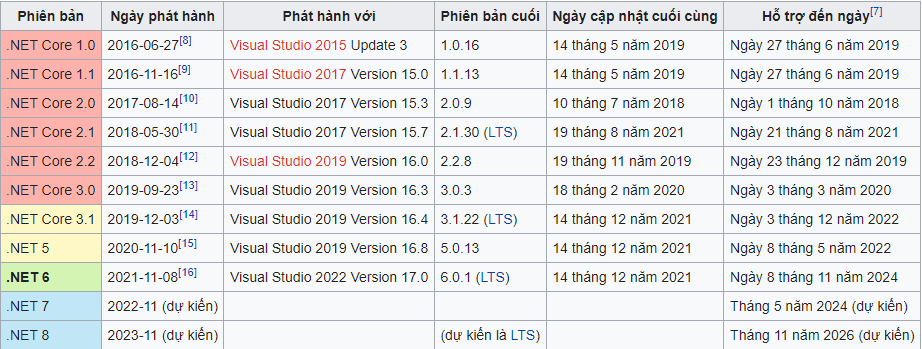 Phiên bản Ngày phát hành Phát hành với Phiên bản cuối Ngày cập nhật cuối cùng Hỗ trợ đến ngày[7]
.NET Core 1.0 2016-06-27[8] Visual Studio 2015 Update 3 1.0.16 14 tháng 5 năm 2019 Ngày 27 tháng 6 năm 2019
.NET Core 1.1 2016-11-16[9] Visual Studio 2017 Version 15.0 1.1.13 14 tháng 5 năm 2019 Ngày 27 tháng 6 năm 2019
.NET Core 2.0 2017-08-14[10] Visual Studio 2017 Version 15.3 2.0.9 10 tháng 7 năm 2018 Ngày 1 tháng 10 năm 2018
.NET Core 2.1 2018-05-30[11] Visual Studio 2017 Version 15.7 2.1.30 (LTS) 19 tháng 8 năm 2021 Ngày 21 tháng 8 năm 2021
.NET Core 2.2 2018-12-04[12] Visual Studio 2019 Version 16.0 2.2.8 19 tháng 11 năm 2019 Ngày 23 tháng 12 năm 2019
.NET Core 3.0 2019-09-23[13] Visual Studio 2019 Version 16.3 3.0.3 18 tháng 2 năm 2020 Ngày 3 tháng 3 năm 2020
.NET Core 3.1 2019-12-03[14] Visual Studio 2019 Version 16.4 3.1.22 (LTS) 14 tháng 12 năm 2021 Ngày 3 tháng 12 năm 2022
.NET 5 2020-11-10[15] Visual Studio 2019 Version 16.8 5.0.13 14 tháng 12 năm 2021 Ngày 8 tháng 5 năm 2022
.NET 6 2021-11-08[16] Visual Studio 2022 Version 17.0 6.0.1 (LTS) 14 tháng 12 năm 2021 Ngày 8 tháng 11 năm 2024
.NET 7 2022-11 (dự kiến) Tháng 5 năm 2024 (dự kiến)
.NET 8 2023-11 (dự kiến) (dự kiến là LTS) Tháng 11 năm 2026 (dự kiến)